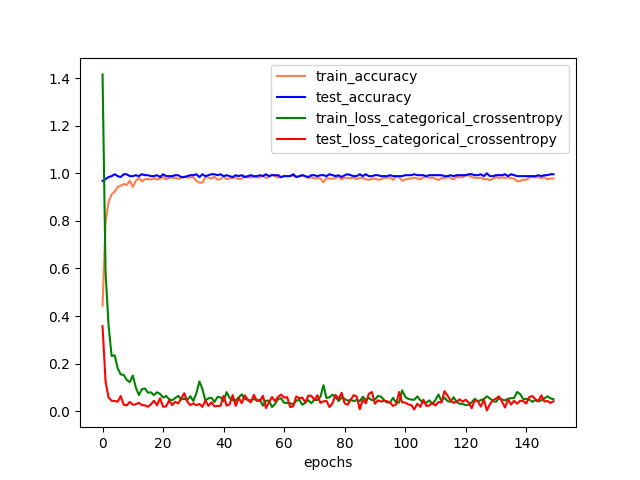 train_accuracy
test_accuracy
train_loss_categorical_crossentropy
test_loss_categorical_crossentropy
1.4
1.2
1.0
0.8
0.6
0.4
0.2
0.0
0 20 40 60 80 100 120 140
epochs